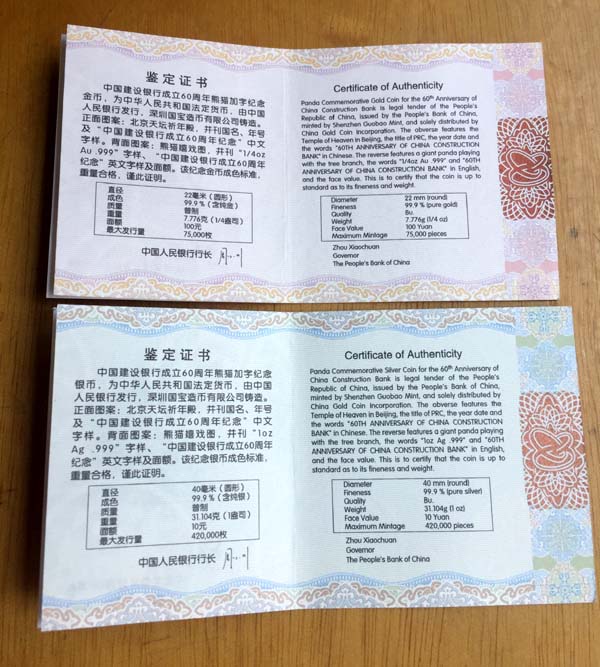 鉴定证书
中国建设银行成立60周年熊猫加字纪念
金币，为中华人民共和国法定货币，由中国
人民银行发行，深圳国宝造币有限公司铸造。
正面图案：北京天坛祈年殿，并刊国名、年号
及“中国建设银行成立60周年纪念”中文
字样。背面图案：熊猫嬉戏图，并刊“1/4oz
Au .999”字样、“中国建设银行成立60周年
纪念”英文字样及面额。该纪念金币成色标准，
重量合格，谨此证明。
直径 22毫米（圆形）
成色 99.9%（含纯金）
质量 普制
重量 7.776克（1/4盎司）
面额 100元
最大发行量 75,000枚
中国人民银行行长
Certificate of Authenticity
Panda Commemorative Gold Coin for the 60th Anniversary of
China Construction Bank is legal tender of the People's
Republic of China, issued by the People's Bank of China,
minted by Shenzhen Guobao Mint, and solely distributed by
China Gold Coin Incorporation. The obverse features the
Temple of Heaven in Beijing, the title of PRC, the year date and
the words "60TH ANNIVERSARY OF CHINA CONSTRUCTION
BANK" in Chinese. The reverse features a giant panda playing
with the tree branch, the words "1/4oz Au .999" and "60TH
ANNIVERSARY OF CHINA CONSTRUCTION BANK" in English,
and the face value. This is to certify that the coin is up to
standard as to its fineness and weight.
Diameter 22 mm (round)
Fineness 99.9 % (pure gold)
Quality Bu.
Weight 7.776g (1/4 oz)
Face Value 100 Yuan
Maximum Mintage 75,000 pieces
Zhou Xiaochuan
Governor
The People's Bank of China
鉴定证书
中国建设银行成立60周年熊猫加字纪念
银币，为中华人民共和国法定货币，由中国
人民银行发行，深圳国宝造币有限公司铸造。
正面图案：北京天坛祈年殿，并刊国名、年号
及“中国建设银行成立60周年纪念”中文
字样。背面图案：熊猫嬉戏图，并刊“1oz
Ag .999”字样、“中国建设银行成立60周年
纪念”英文字样及面额。该纪念银币成色标准，
重量合格，谨此证明。
直径 40毫米（圆形）
成色 99.9%（含纯银）
质量 普制
重量 31.104克（1盎司）
面额 10元
最大发行量 420,000枚
中国人民银行行长
Certificate of Authenticity
Panda Commemorative Silver Coin for the 60th Anniversary of
China Construction Bank is legal tender of the People's
Republic of China, issued by the People's Bank of China,
minted by Shenzhen Guobao Mint, and solely distributed by
China Gold Coin Incorporation. The obverse features the
Temple of Heaven in Beijing, the title of PRC, the year date and
the words "60TH ANNIVERSARY OF CHINA CONSTRUCTION
BANK" in Chinese. The reverse features a giant panda playing
with the tree branch, the words "1oz Ag .999" and "60TH
ANNIVERSARY OF CHINA CONSTRUCTION BANK" in English,
and the face value. This is to certify that the coin is up to
standard as to its fineness and weight.
Diameter 40 mm (round)
Fineness 99.9 % (pure silver)
Quality Bu.
Weight 31.104g (1 oz)
Face Value 10 Yuan
Maximum Mintage 420,000 pieces
Zhou Xiaochuan
Governor
The People's Bank of China